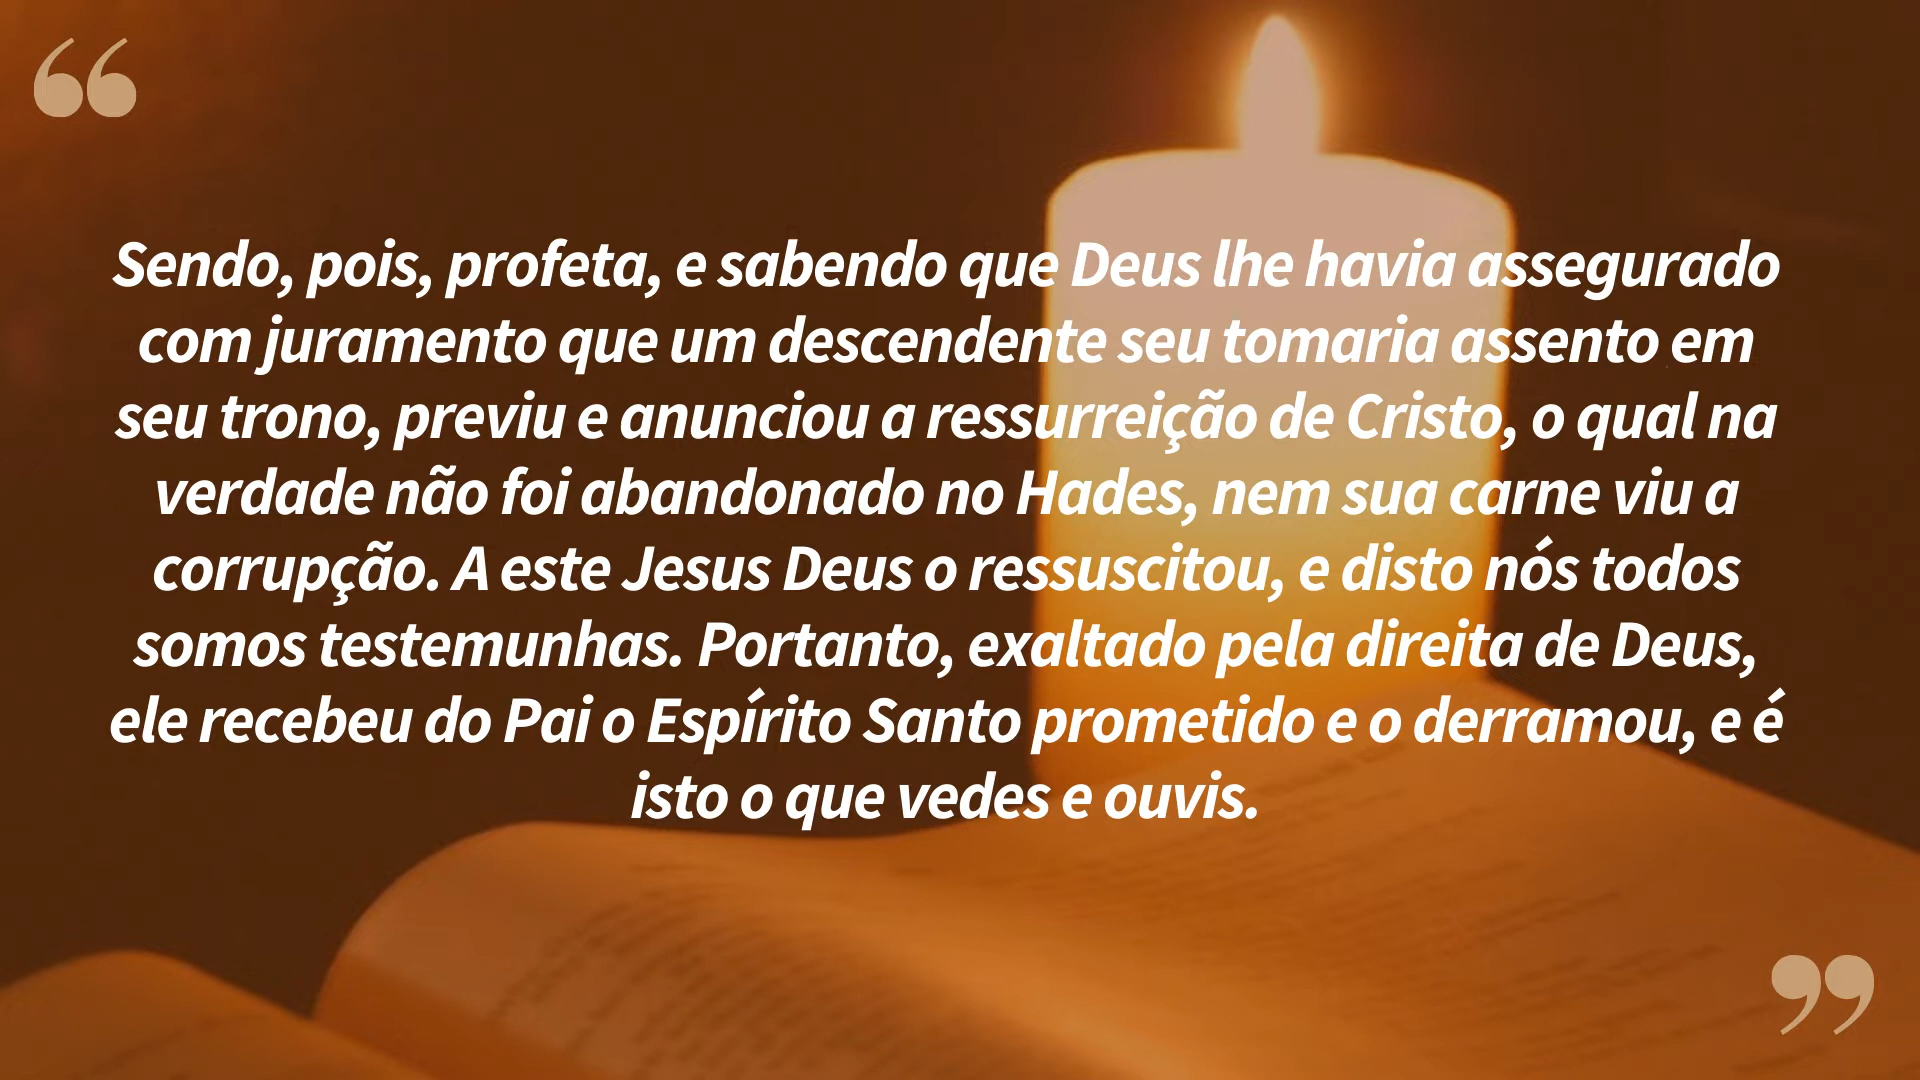 “
Sendo, pois, profeta, e sabendo que Deus lhe havia assegurado
com juramento que um descendente seu tomaria assento em
seu trono, previu e anunciou a ressurreição de Cristo, o qual na
verdade não foi abandonado no Hades, nem sua carne viu a
corrupção. A este Jesus Deus o ressuscitou, e disto nós todos
somos testemunhas. Portanto, exaltado pela direita de Deus,
ele recebeu do Pai o Espírito Santo prometido e o derramou, e é
isto o que vedes e ouvis.
”